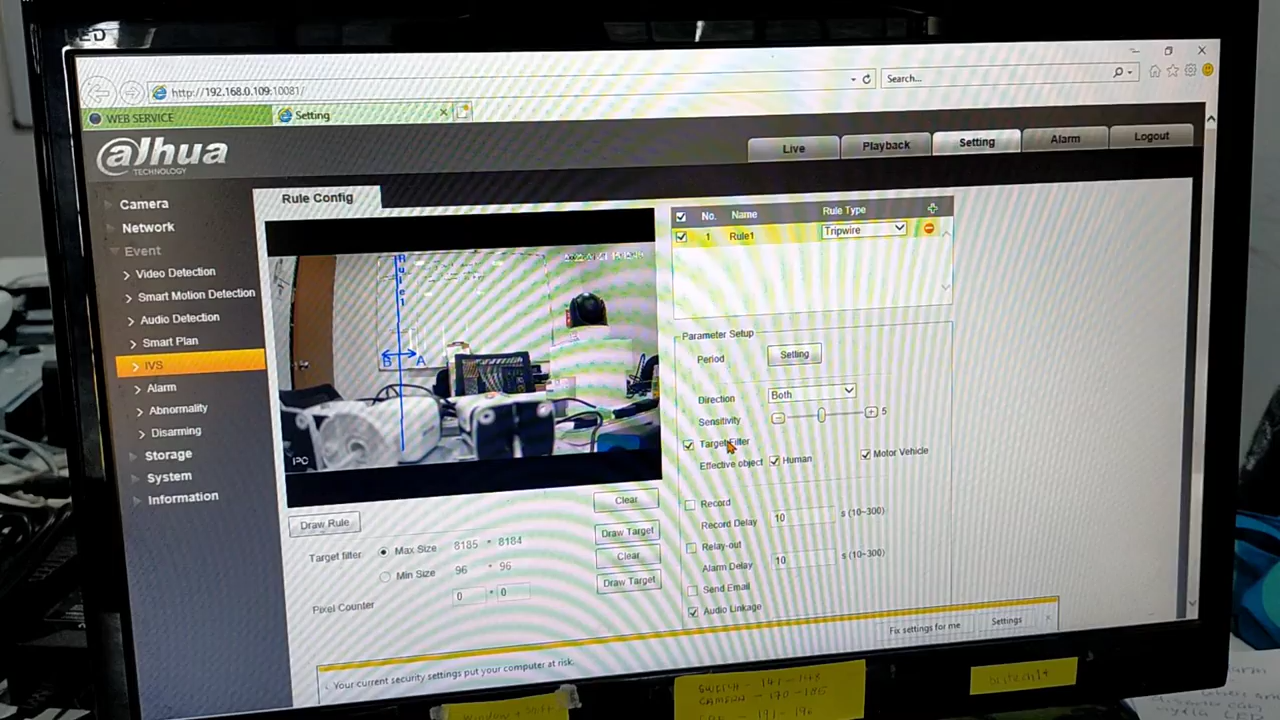 http://192.168.0.109:10081/
Search...
WEB SERVICE
Setting
alhua
TECHNOLOGY
Live
Playback
Setting
Alarm
Logout
Camera
Network
Event
Video Detection
Smart Motion Detection
Audio Detection
Smart Plan
IVS
Alarm
Abnormality
Disarming
Storage
System
Information
Rule Config
Rule1
B
A
IPC
No.
Name
Rule Type
1
Rule1
Tripwire
Parameter Setup
Period
Setting
Direction
Both
Sensitivity
5
Target Filter
Effective object
Human
Motor Vehicle
Record
Record Delay
10
s (10~300)
Relay-out
Alarm Delay
10
s (10~300)
Send Email
Audio Linkage
Clear
Draw Rule
Target filter
Max Size
8185 * 8184
Draw Target
Clear
Min Size
96 * 96
Draw Target
Pixel Counter
0 * 0
Your current security settings put your computer at risk.
Fix settings for me
Settings
CAMERA - 170 - 185